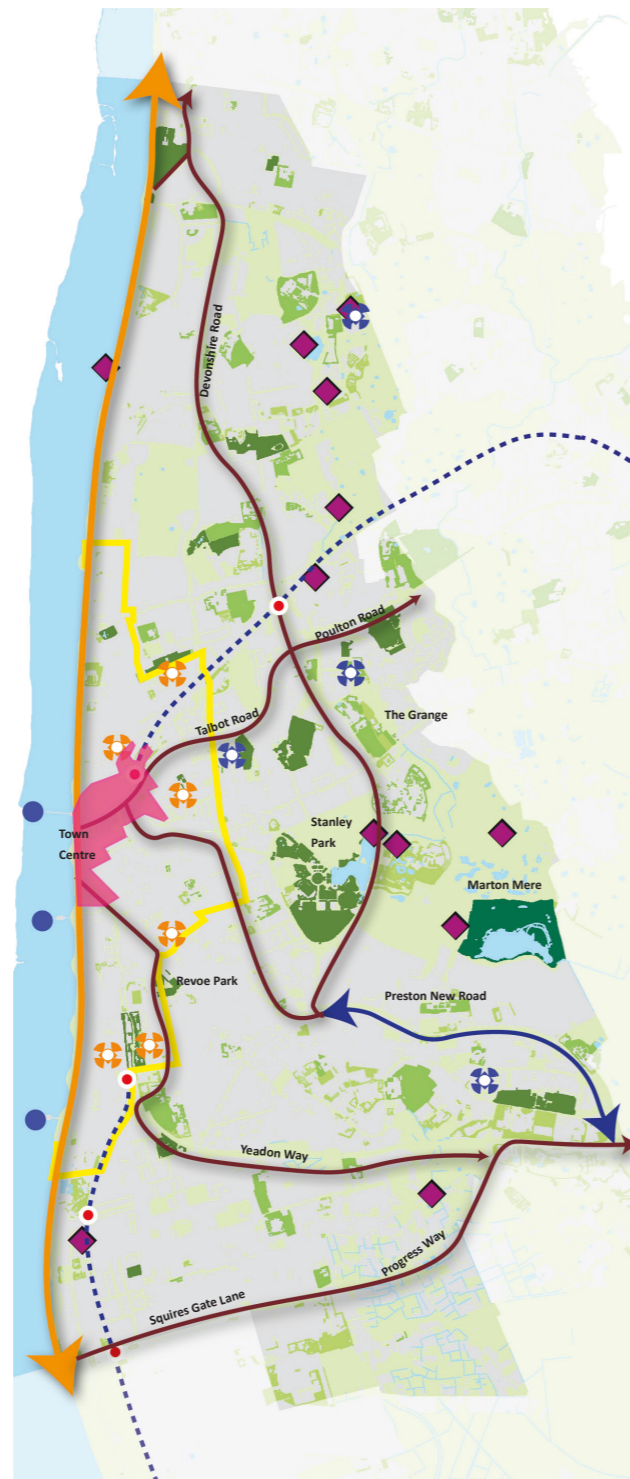 Devonshire Road
Poulton Road
Talbot Road
The Grange
Stanley
Park
Town
Centre
Marton Mere
Revoe Park
Preston New Road
Yeadon Way
Progress Way
Squires Gate Lane